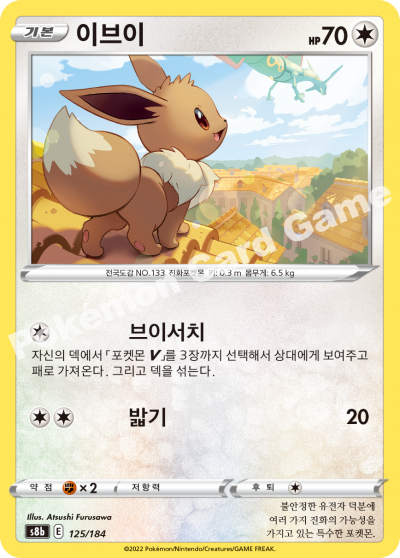 기본 이브이 HP 70
전국도감 NO.133 진화포켓몬 키: 0.3 m 몸무게: 6.5 kg
브이서치
자신의 덱에서 「포켓몬 V」를 3장까지 선택해서 상대에게 보여주고
패로 가져온다. 그리고 덱을 섞는다.
밟기 20
약점 ×2 저항력 후퇴
Illus. Atsushi Furusawa
s8b E 125/184
불안정한 유전자 덕분에
여러 가지 진화의 가능성을
가지고 있는 특수한 포켓몬.
©2022 Pokémon/Nintendo/Creatures/GAME FREAK.
Pokémon Card Game